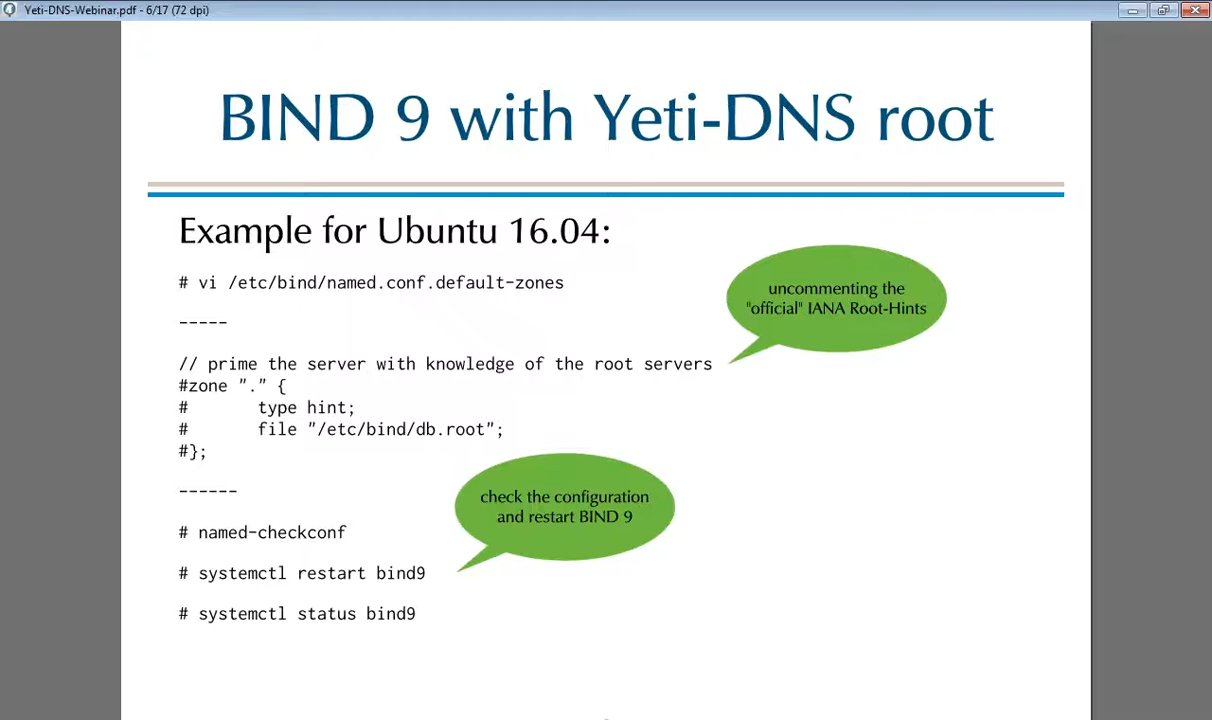 Yeti-DNS-Webinar.pdf - 6/17 (72 dpi)
BIND 9 with Yeti-DNS root
Example for Ubuntu 16.04:
# vi /etc/bind/named.conf.default-zones
uncommenting the
"official" IANA Root-Hints
-----
// prime the server with knowledge of the root servers
#zone "." {
#       type hint;
#       file "/etc/bind/db.root";
#};
------
check the configuration
and restart BIND 9
# named-checkconf
# systemctl restart bind9
# systemctl status bind9